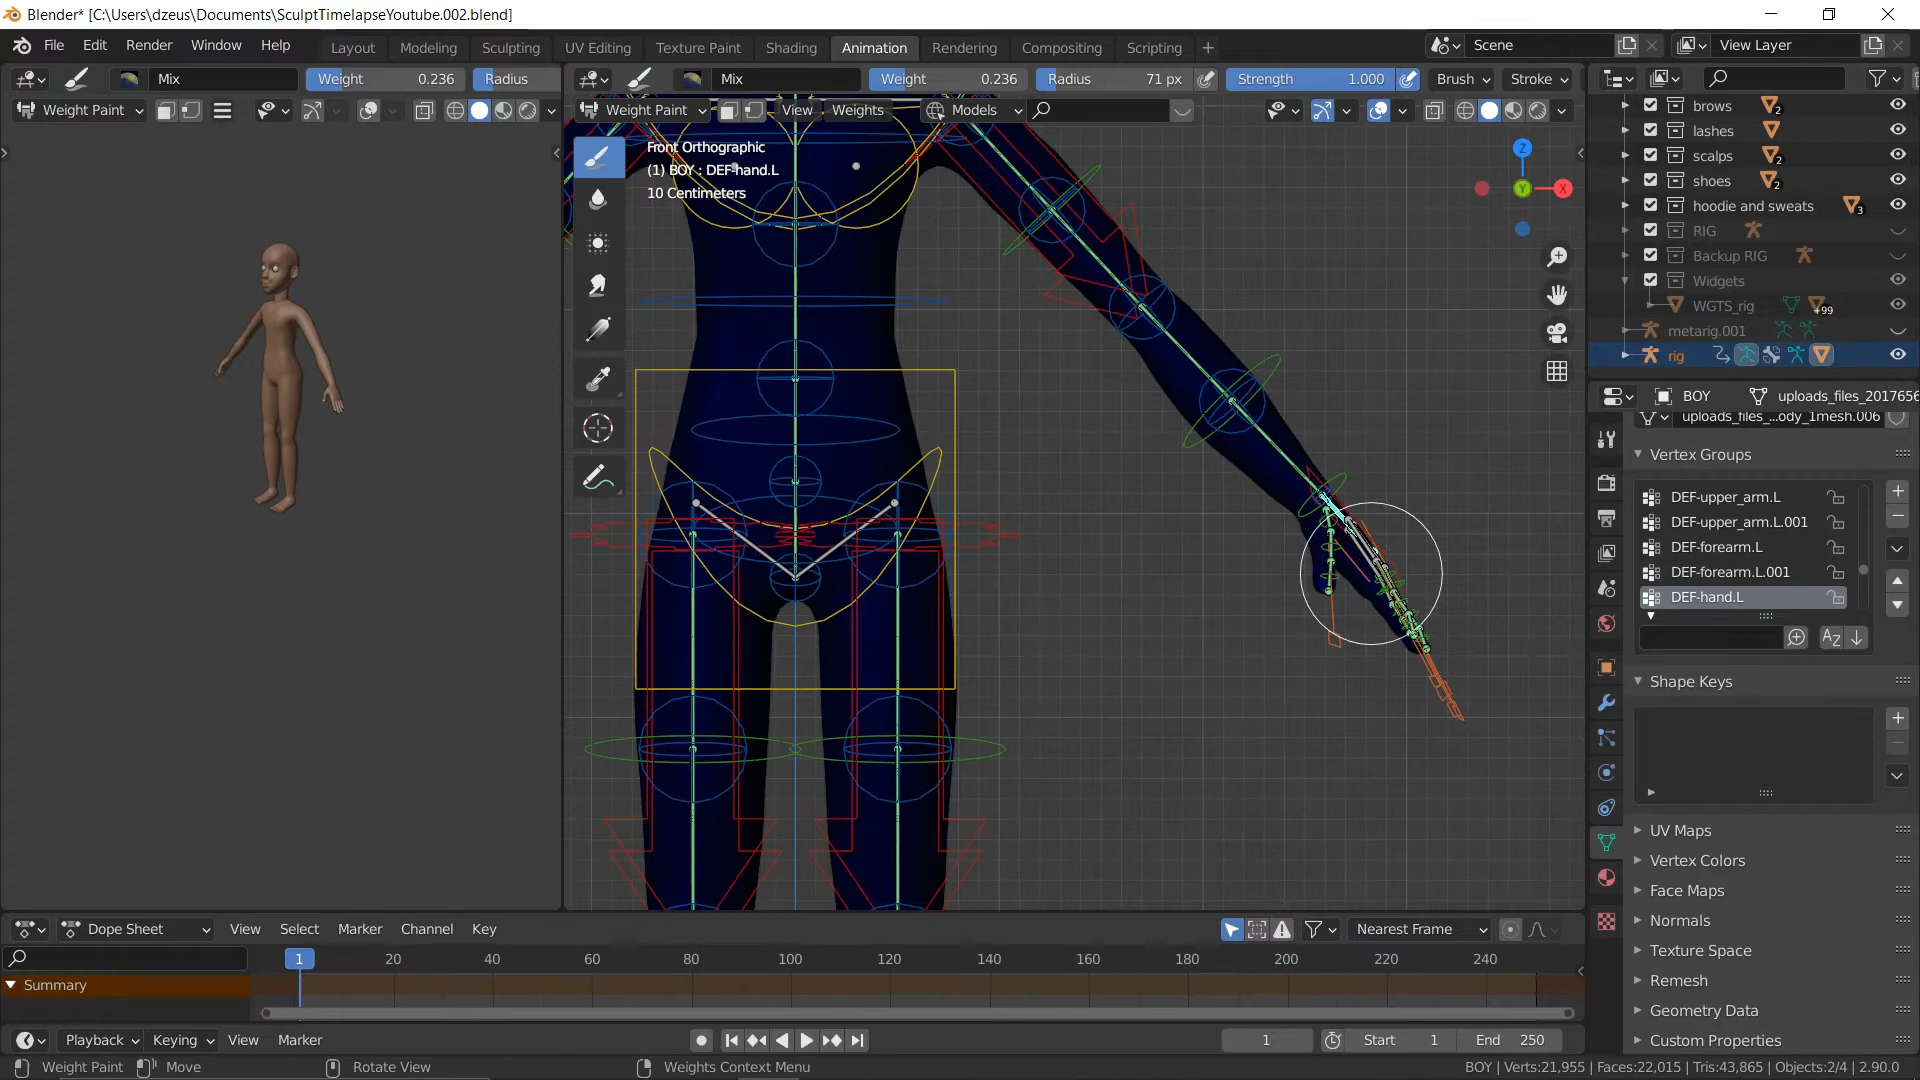 Blender* [C:\Users\dzeus\Documents\SculptTimelapseYoutube.002.blend]
File Edit Render Window Help Layout Modeling Sculpting UV Editing Texture Paint Shading Animation Rendering Compositing Scripting + Scene View Layer
Mix Weight 0.236 Radius Mix Weight 0.236 Radius 71 px Strength 1.000 Brush Stroke
Weight Paint Weight Paint View Weights Models
Front Orthographic
(1) BOY : DEF-hand.L
10 Centimeters
Z
Y
X
brows 2
lashes
scalps 2
shoes 2
hoodie and sweats 3
RIG
Backup RIG
Widgets
WGTS_rig +99
metarig.001
rig
BOY uploads_files_2017656
uploads_files_...ody_1mesh.006
Vertex Groups
DEF-upper_arm.L
DEF-upper_arm.L.001
DEF-forearm.L
DEF-forearm.L.001
DEF-hand.L
AZ
Shape Keys
UV Maps
Vertex Colors
Face Maps
Normals
Texture Space
Remesh
Geometry Data
Custom Properties
Dope Sheet View Select Marker Channel Key Nearest Frame
1 20 40 60 80 100 120 140 160 180 200 220 240
Summary
Playback Keying View Marker 1 Start 1 End 250
Weight Paint Move Rotate View Weights Context Menu BOY | Verts:21,955 | Faces:22,015 | Tris:43,865 | Objects:2/4 | 2.90.0